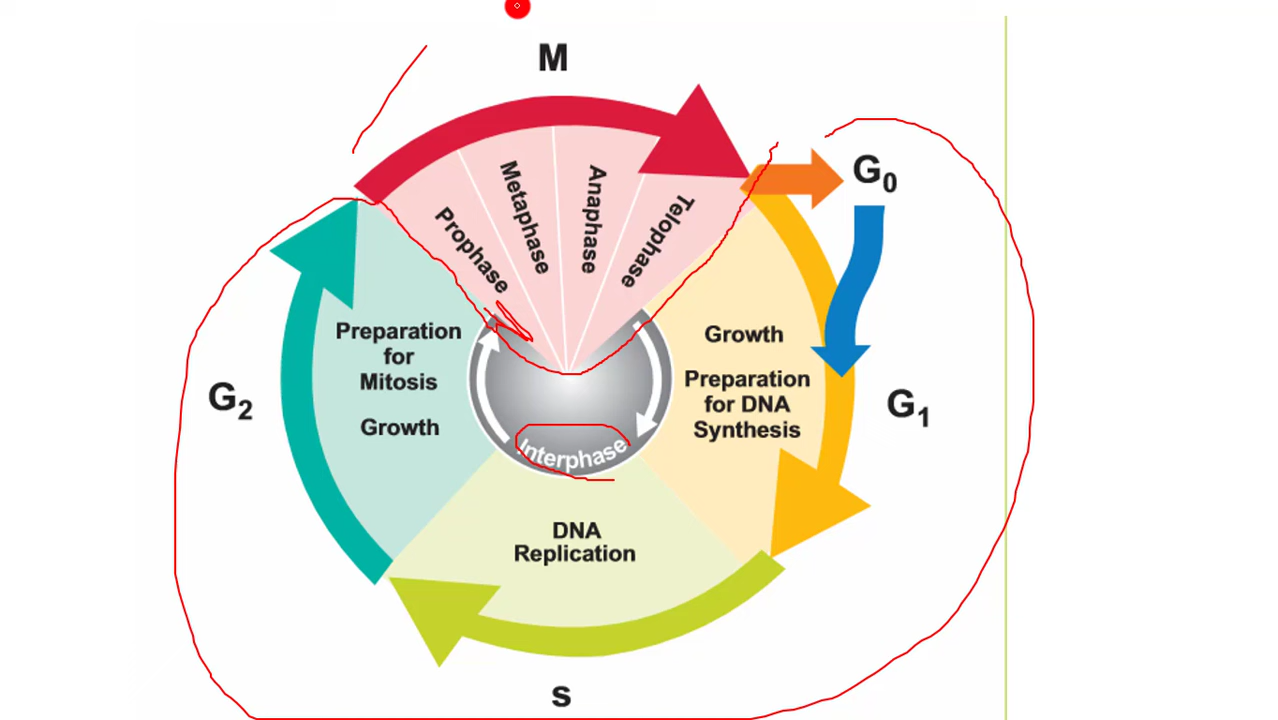 M
Prophase
Metaphase
Anaphase
Telophase
G₀
Growth
Preparation
for DNA
Synthesis
G₁
DNA
Replication
S
Preparation
for
Mitosis
Growth
G₂
Interphase